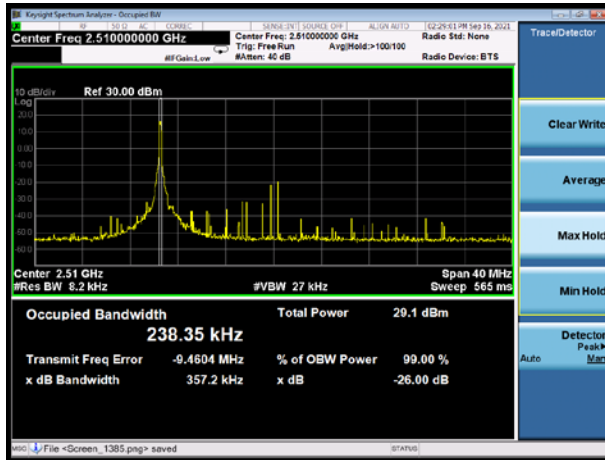 Keysight Spectrum Analyzer - Occupied BW
RF 50 Ω AC CORREC SENSE:INT SOURCE OFF ALIGN AUTO 02:29:01 PM Sep 16, 2021
Center Freq 2.510000000 GHz
Center Freq: 2.510000000 GHz
Radio Std: None
Trig: Free Run Avg|Hold:>100/100
#IFGain:Low #Atten: 40 dB Radio Device: BTS
Trace/Detector
10 dB/div Ref 30.00 dBm
Log
20.0
10.0
0.00
-10.0
-20.0
-30.0
-40.0
-50.0
-60.0
Center 2.51 GHz Span 40 MHz
#Res BW 8.2 kHz #VBW 27 kHz Sweep 565 ms
Occupied Bandwidth Total Power 29.1 dBm
238.35 kHz
Transmit Freq Error -9.4604 MHz % of OBW Power 99.00 %
x dB Bandwidth 357.2 kHz x dB -26.00 dB
Clear Write
Average
Max Hold
Min Hold
Detector
Peak
Auto Man
MSG File <Screen_1385.png> saved STATUS